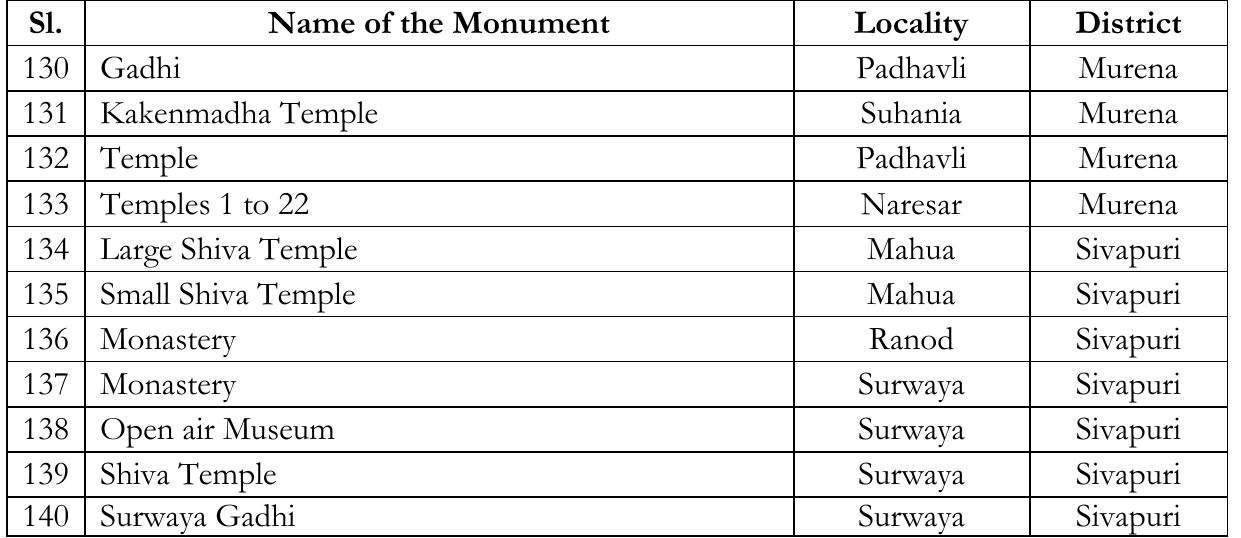 Sl. Name of the Monument Locality District
130 Gadhi Padhavli Murena
131 Kakenmadha Temple Suhania Murena
132 Temple Padhavli Murena
133 Temples 1 to 22 Naresar Murena
134 Large Shiva Temple Mahua Sivapuri
135 Small Shiva Temple Mahua Sivapuri
136 Monastery Ranod Sivapuri
137 Monastery Surwaya Sivapuri
138 Open air Museum Surwaya Sivapuri
139 Shiva Temple Surwaya Sivapuri
140 Surwaya Gadhi Surwaya Sivapuri